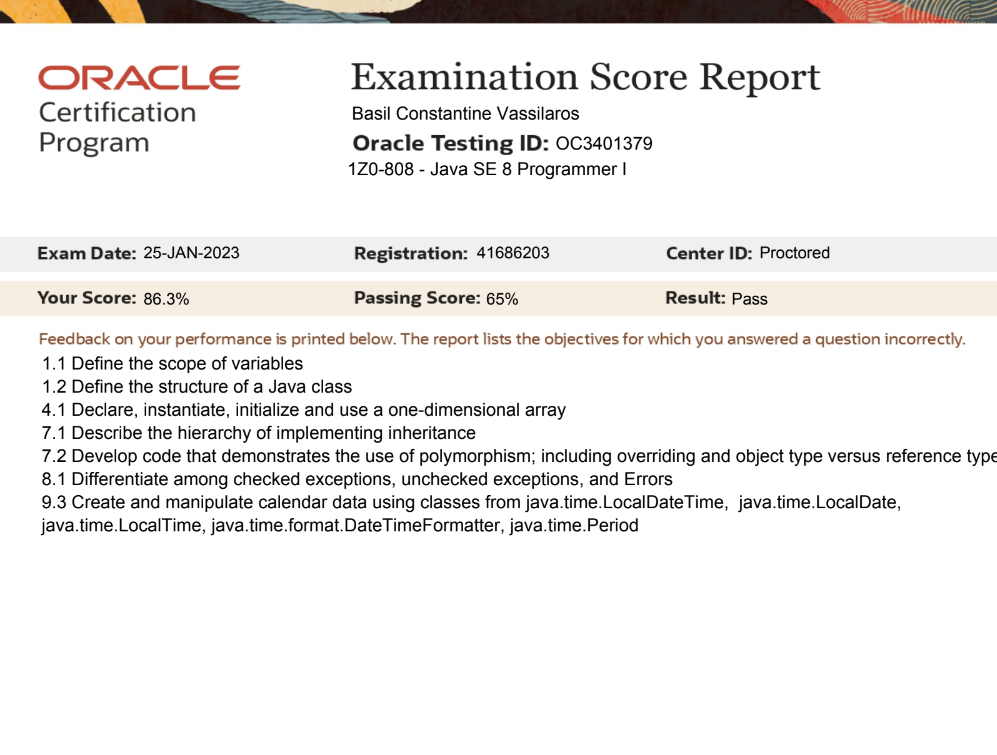 ORACLE
Certification
Program
Examination Score Report
Basil Constantine Vassilaros
Oracle Testing ID: OC3401379
1Z0-808 - Java SE 8 Programmer I
Exam Date: 25-JAN-2023 Registration: 41686203 Center ID: Proctored
Your Score: 86.3% Passing Score: 65% Result: Pass
Feedback on your performance is printed below. The report lists the objectives for which you answered a question incorrectly.
1.1 Define the scope of variables
1.2 Define the structure of a Java class
4.1 Declare, instantiate, initialize and use a one-dimensional array
7.1 Describe the hierarchy of implementing inheritance
7.2 Develop code that demonstrates the use of polymorphism; including overriding and object type versus reference type
8.1 Differentiate among checked exceptions, unchecked exceptions, and Errors
9.3 Create and manipulate calendar data using classes from java.time.LocalDateTime, java.time.LocalDate,
java.time.LocalTime, java.time.format.DateTimeFormatter, java.time.Period